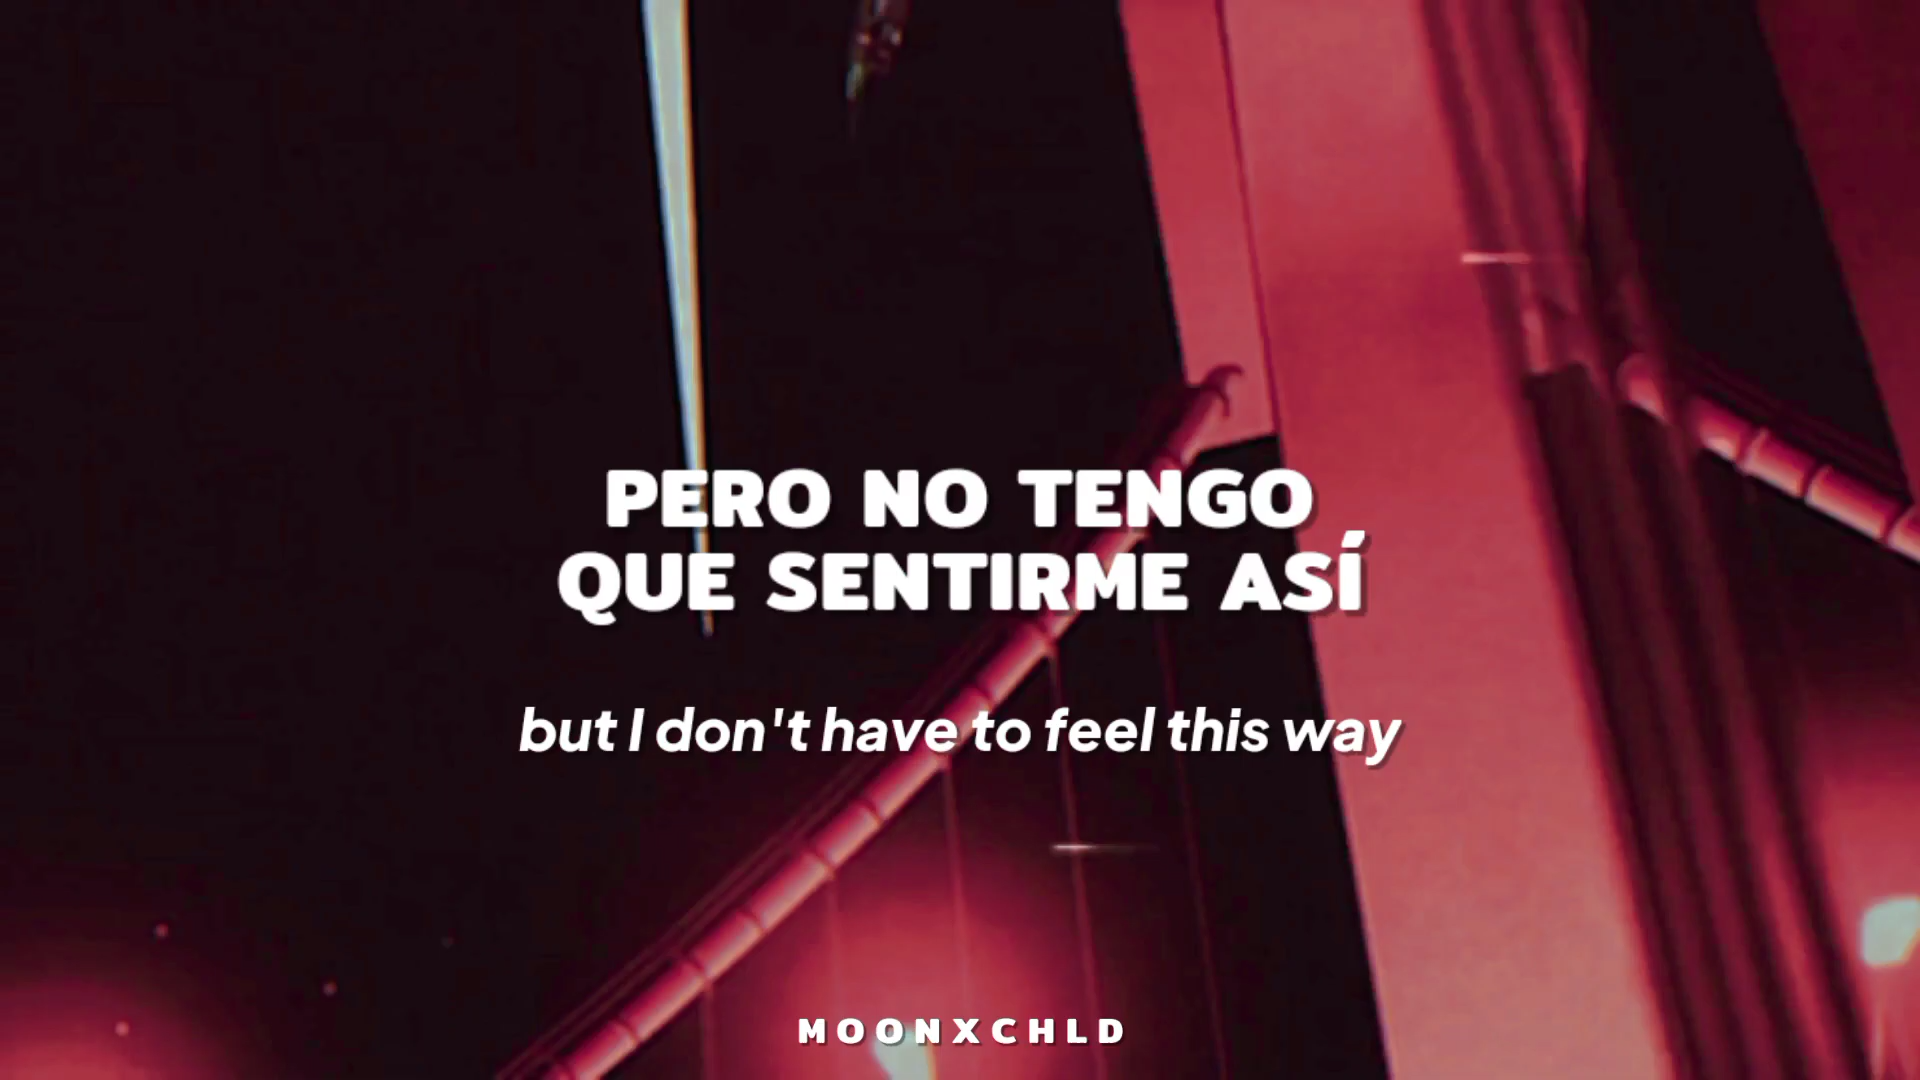 PERO NO TENGO
QUE SENTIRME ASÍ
but I don't have to feel this way
MOONXCHLD